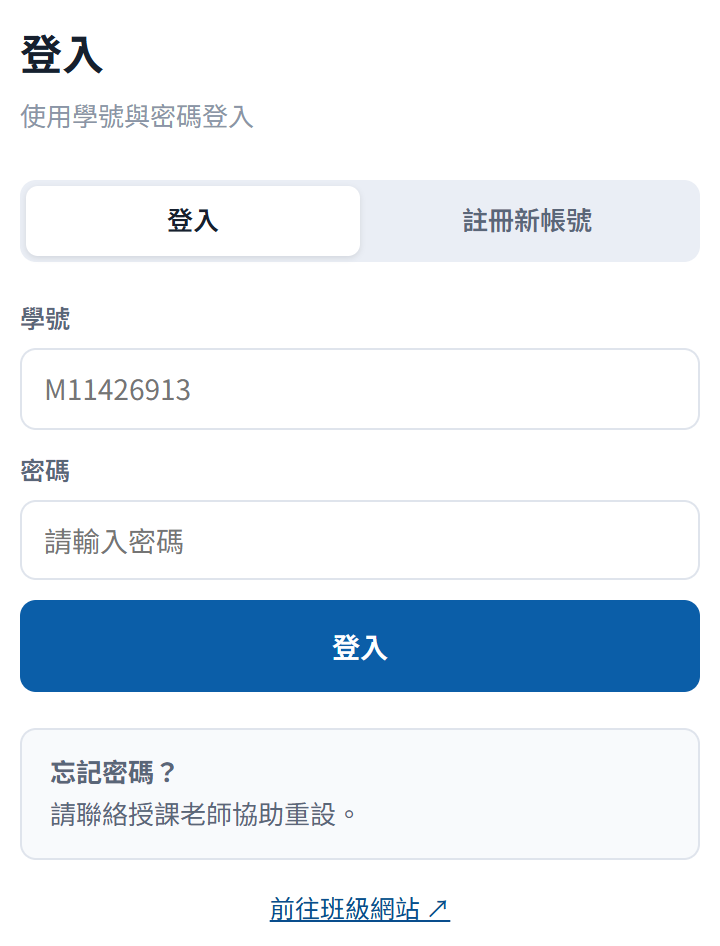 登入
使用學號與密碼登入
登入
註冊新帳號
學號
M11426913
密碼
請輸入密碼
登入
忘記密碼？
請聯絡授課老師協助重設。
前往班級網站 ↗